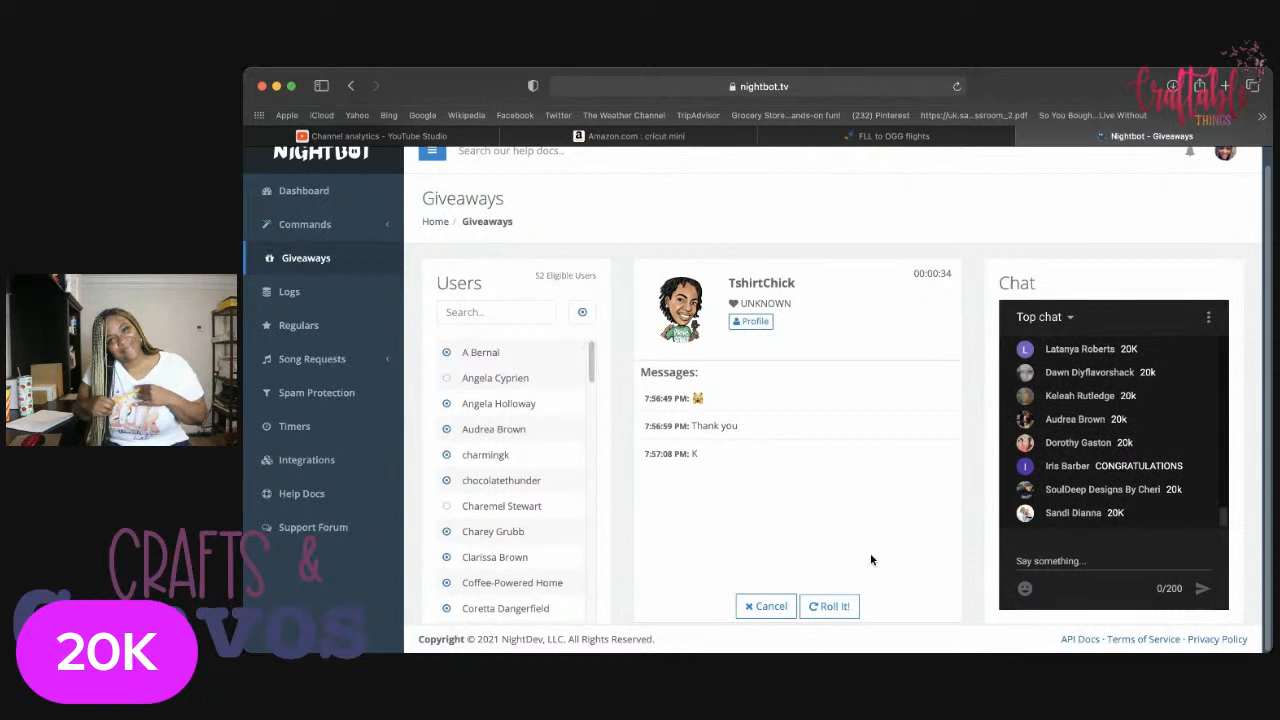 Craftable
THINGS
nightbot.tv
Apple iCloud Yahoo Bing Google Wikipedia Facebook Twitter The Weather Channel TripAdvisor Grocery Store...ands-on fun! (232) Pinterest https://uk.sa...ssroom_2.pdf So You Bough...Live Without
Channel analytics - YouTube Studio
Amazon.com : cricut mini
FLL to OGG flights
Nightbot - Giveaways
NIGHTBOT
Search our help docs..
Dashboard
Commands
Giveaways
Logs
Regulars
Song Requests
Spam Protection
Timers
Integrations
Help Docs
Support Forum
Giveaways
Home / Giveaways
Users
52 Eligible Users
Search..
A Bernal
Angela Cyprien
Angela Holloway
Audrea Brown
charmingk
chocolatethunder
Charemel Stewart
Charey Grubb
Clarissa Brown
Coffee-Powered Home
Coretta Dangerfield
TshirtChick
00:00:34
UNKNOWN
Profile
Messages:
7:56:49 PM:
7:56:59 PM: Thank you
7:57:08 PM: K
Cancel
Roll It!
Chat
Top chat
L Latanya Roberts 20K
Dawn Diyflavorshack 20k
Keleah Rutledge 20k
Audrea Brown 20k
Dorothy Gaston 20k
I Iris Barber CONGRATULATIONS
SoulDeep Designs By Cheri 20k
Sandi Dianna 20K
Say something...
0/200
Copyright © 2021 NightDev, LLC. All Rights Reserved.
API Docs · Terms of Service · Privacy Policy
CRAFTS &
20K